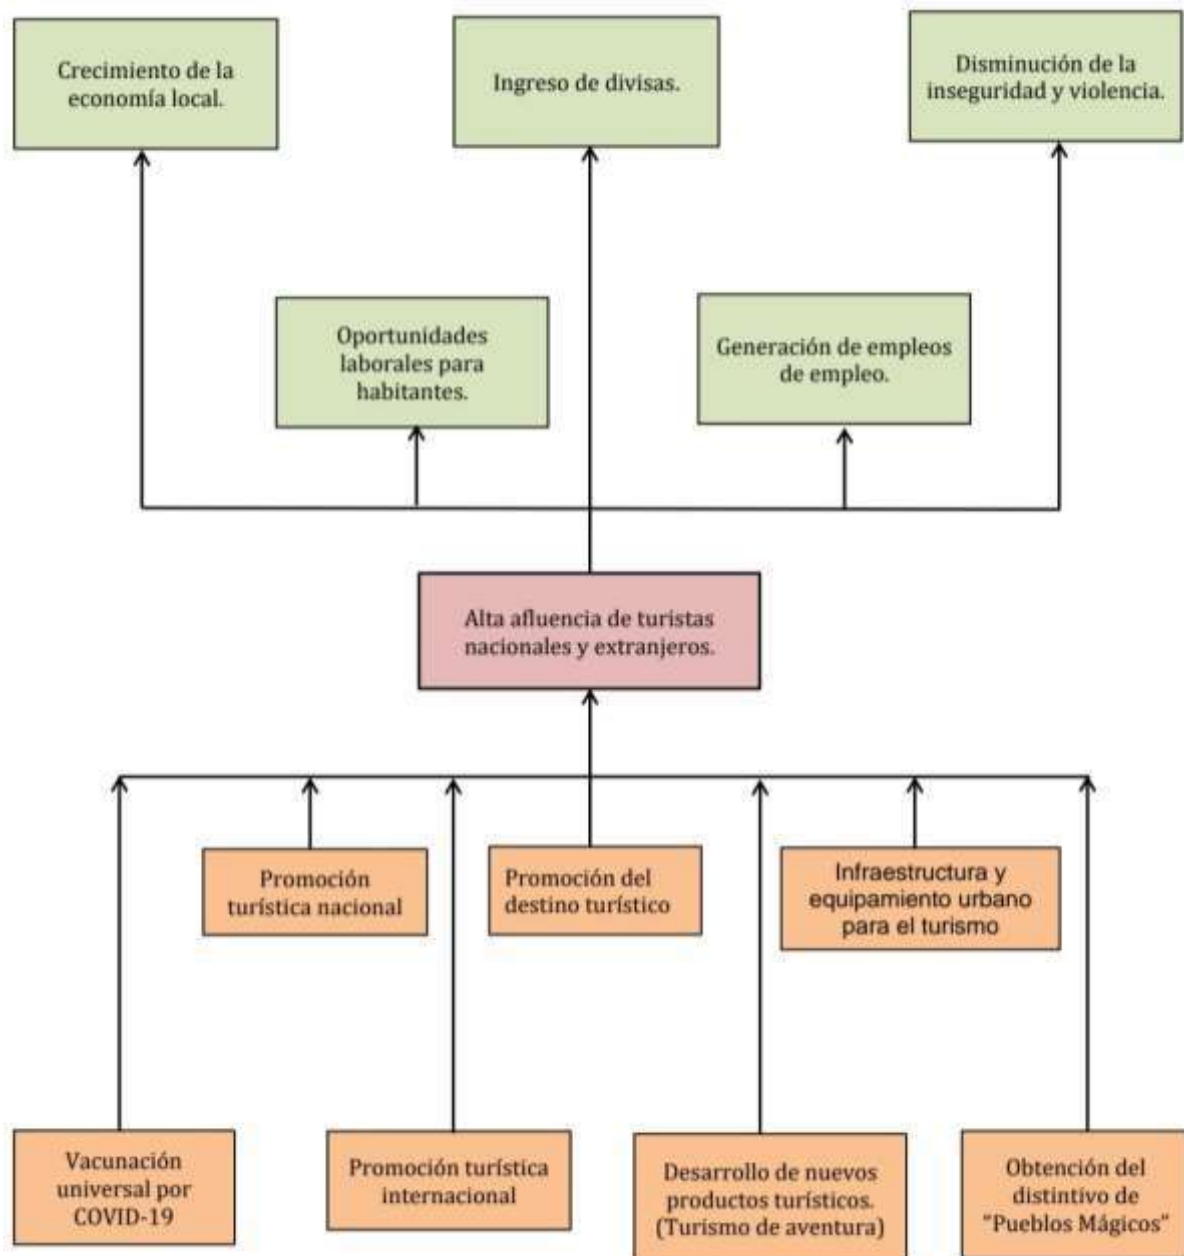 Crecimiento de la
economía local.
Ingreso de divisas.
Disminución de la
inseguridad y violencia.
Oportunidades
laborales para
habitantes.
Generación de empleos
de empleo.
Alta afluencia de turistas
nacionales y extranjeros.
Promoción
turística nacional
Promoción del
destino turístico
Infraestructura y
equipamiento urbano
para el turismo
Vacunación
universal por
COVID-19
Promoción turística
internacional
Desarrollo de nuevos
productos turísticos.
(Turismo de aventura)
Obtención del
distintivo de
“Pueblos Mágicos”